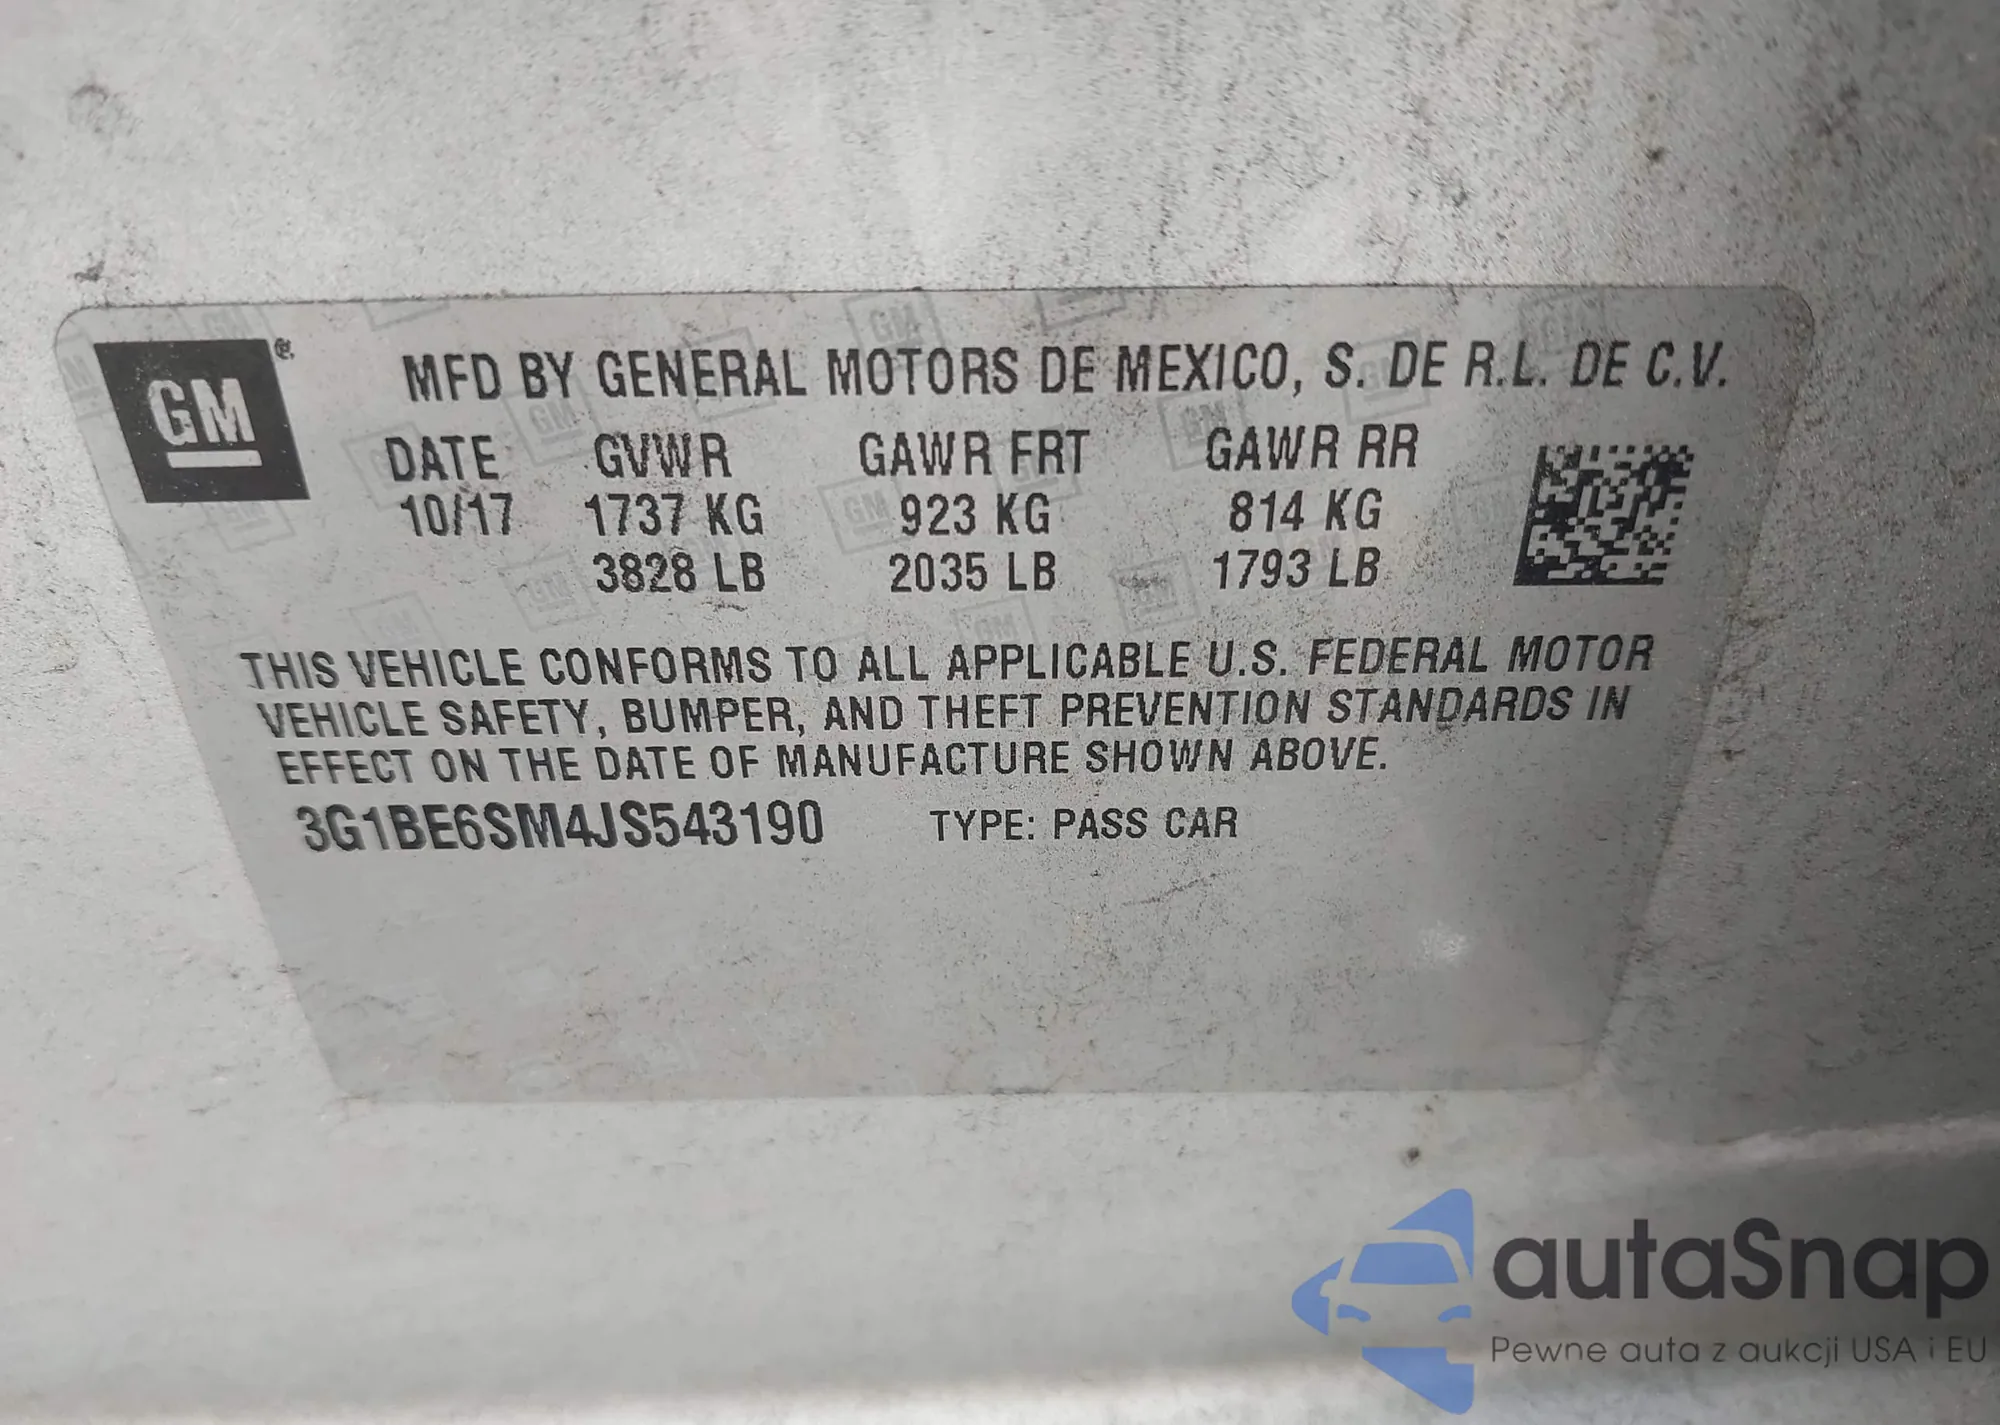 GM
MFD BY GENERAL MOTORS DE MEXICO, S. DE R.L. DE C.V.
DATE GVWR GAWR FRT GAWR RR
10/17 1737 KG 923 KG 814 KG
3828 LB 2035 LB 1793 LB
THIS VEHICLE CONFORMS TO ALL APPLICABLE U.S. FEDERAL MOTOR
VEHICLE SAFETY, BUMPER, AND THEFT PREVENTION STANDARDS IN
EFFECT ON THE DATE OF MANUFACTURE SHOWN ABOVE.
3G1BE6SM4JS543190 TYPE: PASS CAR
autaSnap
Pewne auta z aukcji USA i EU